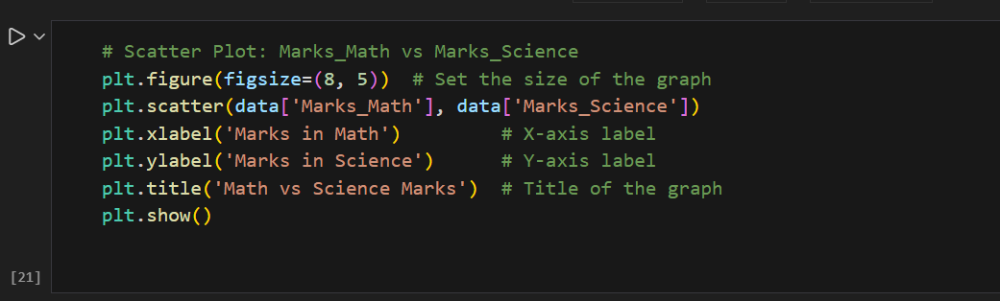 # Scatter Plot: Marks_Math vs Marks_Science
plt.figure(figsize=(8, 5))  # Set the size of the graph
plt.scatter(data['Marks_Math'], data['Marks_Science'])
plt.xlabel('Marks in Math')         # X-axis label
plt.ylabel('Marks in Science')      # Y-axis label
plt.title('Math vs Science Marks')  # Title of the graph
plt.show()
[21]